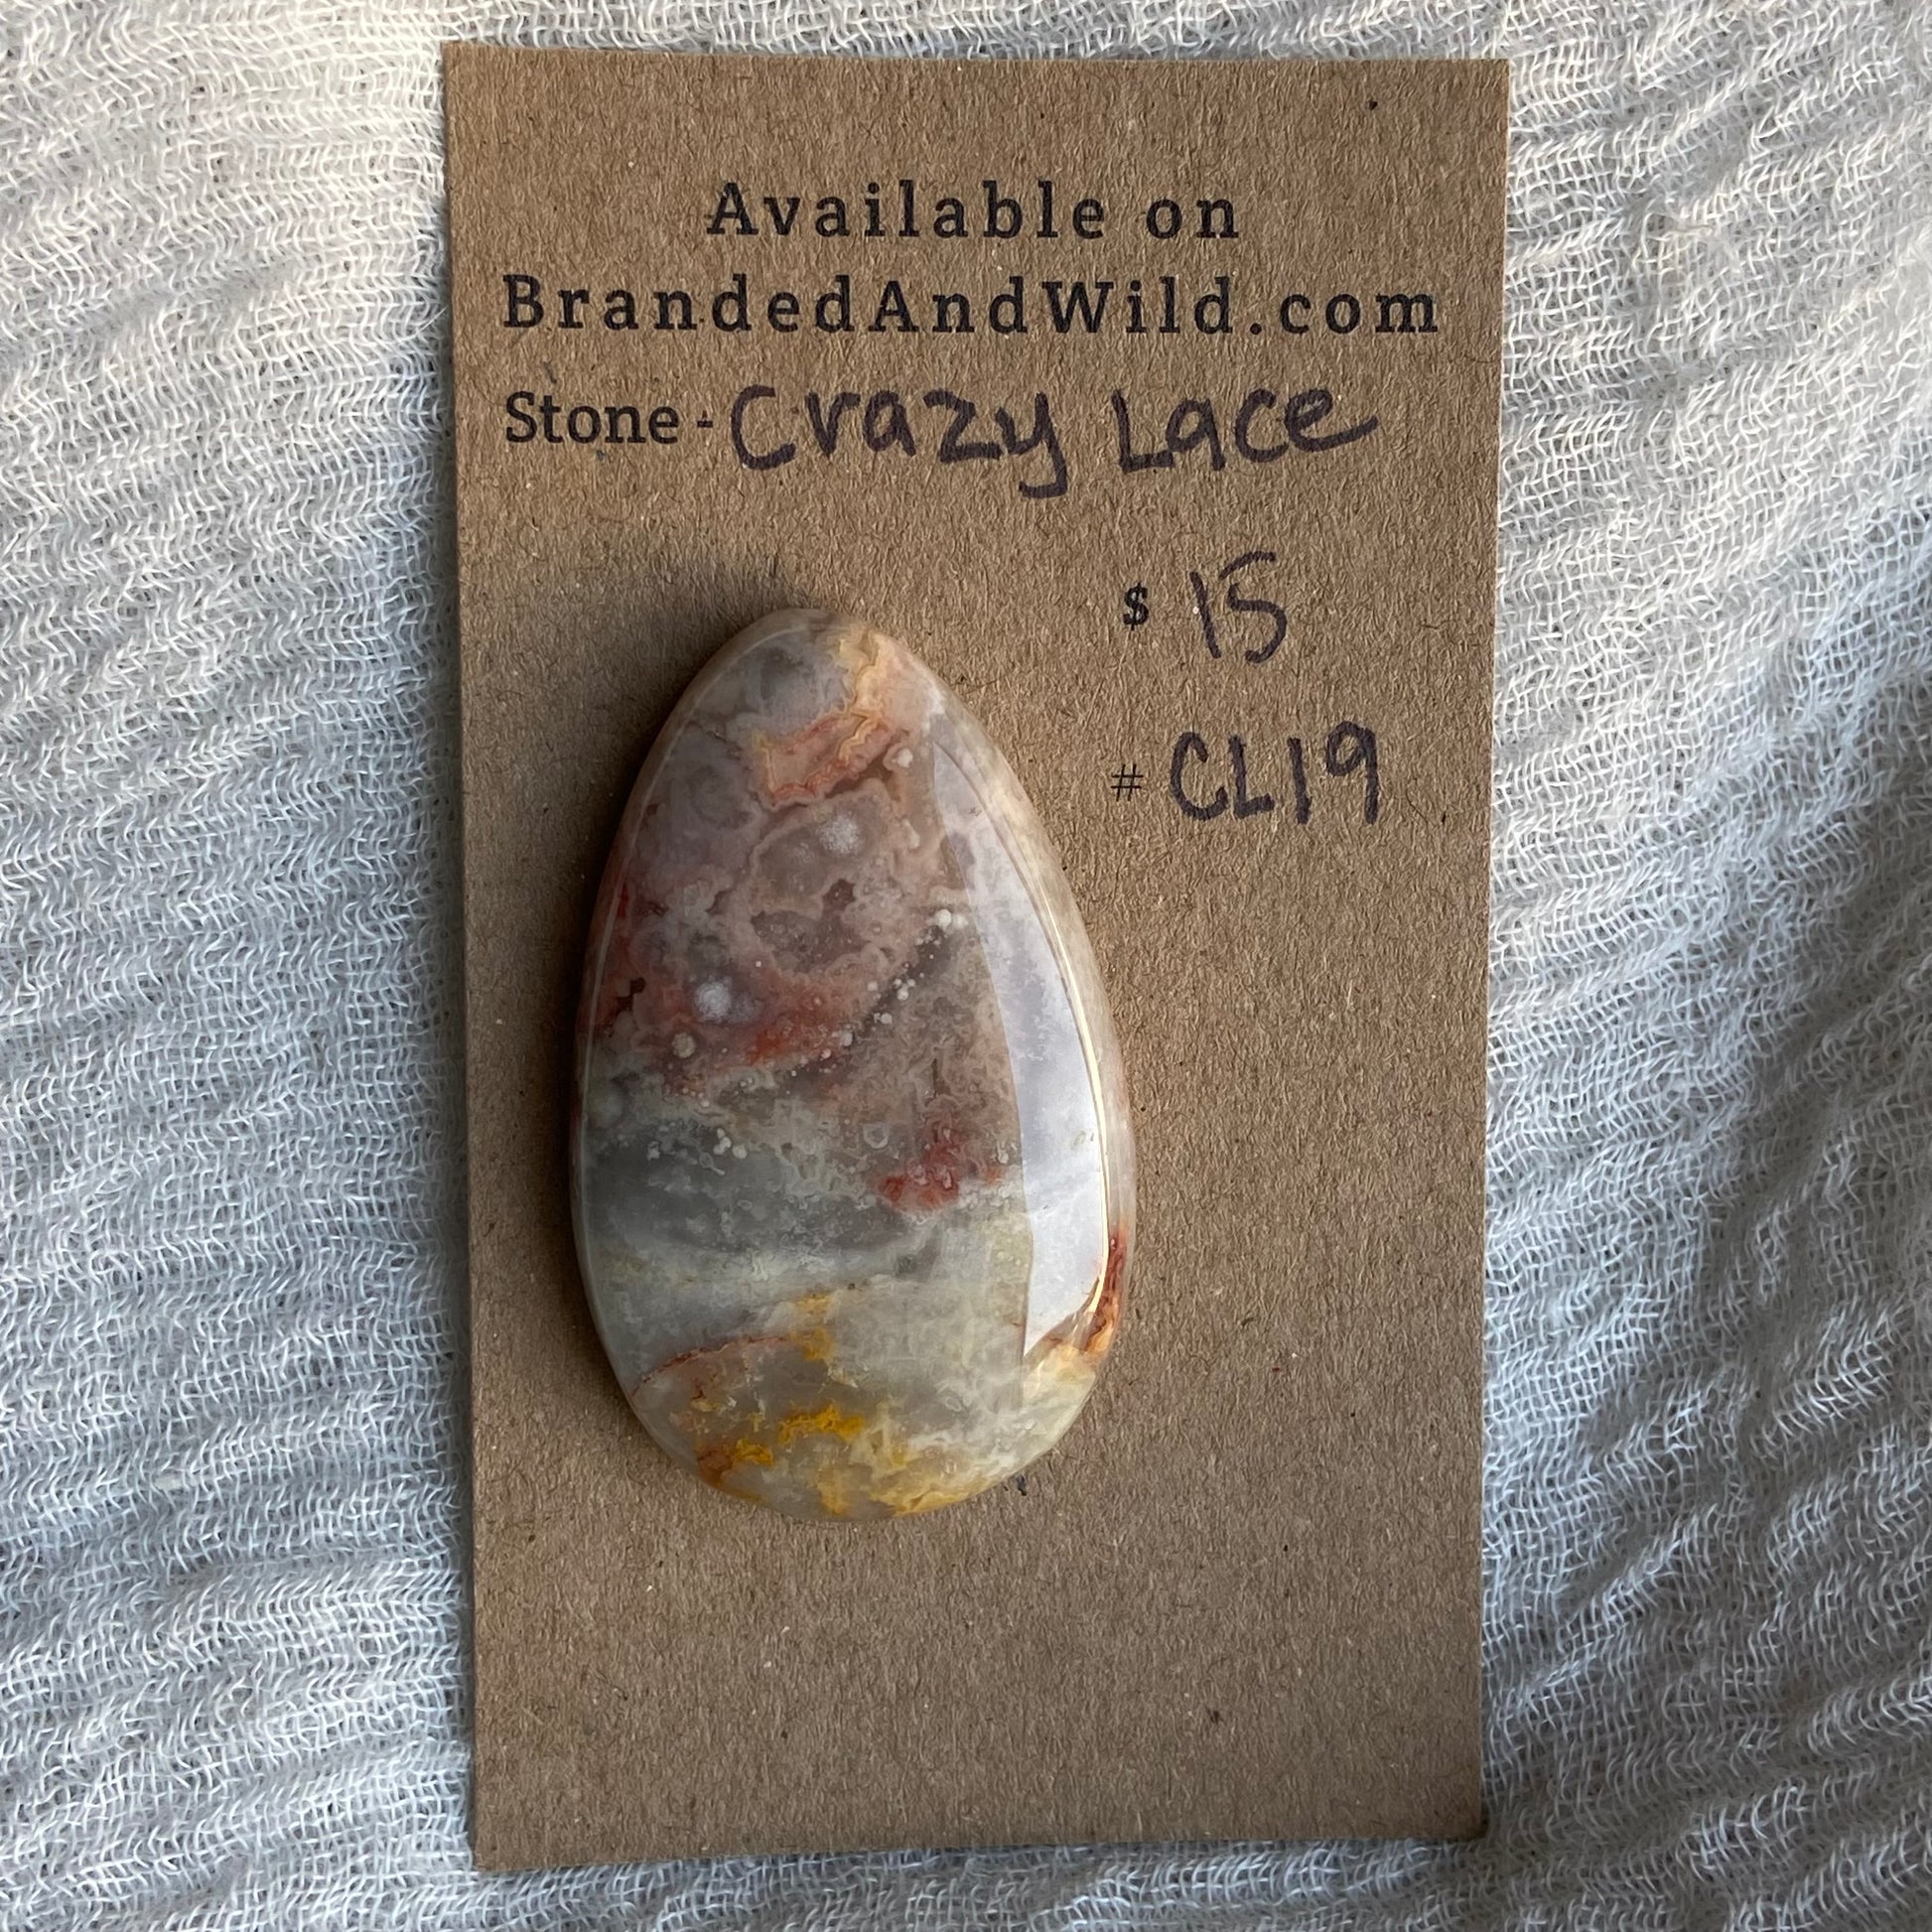 Available on
BrandedAndWild.com
Stone - Crazy Lace
$ 15
# CL19